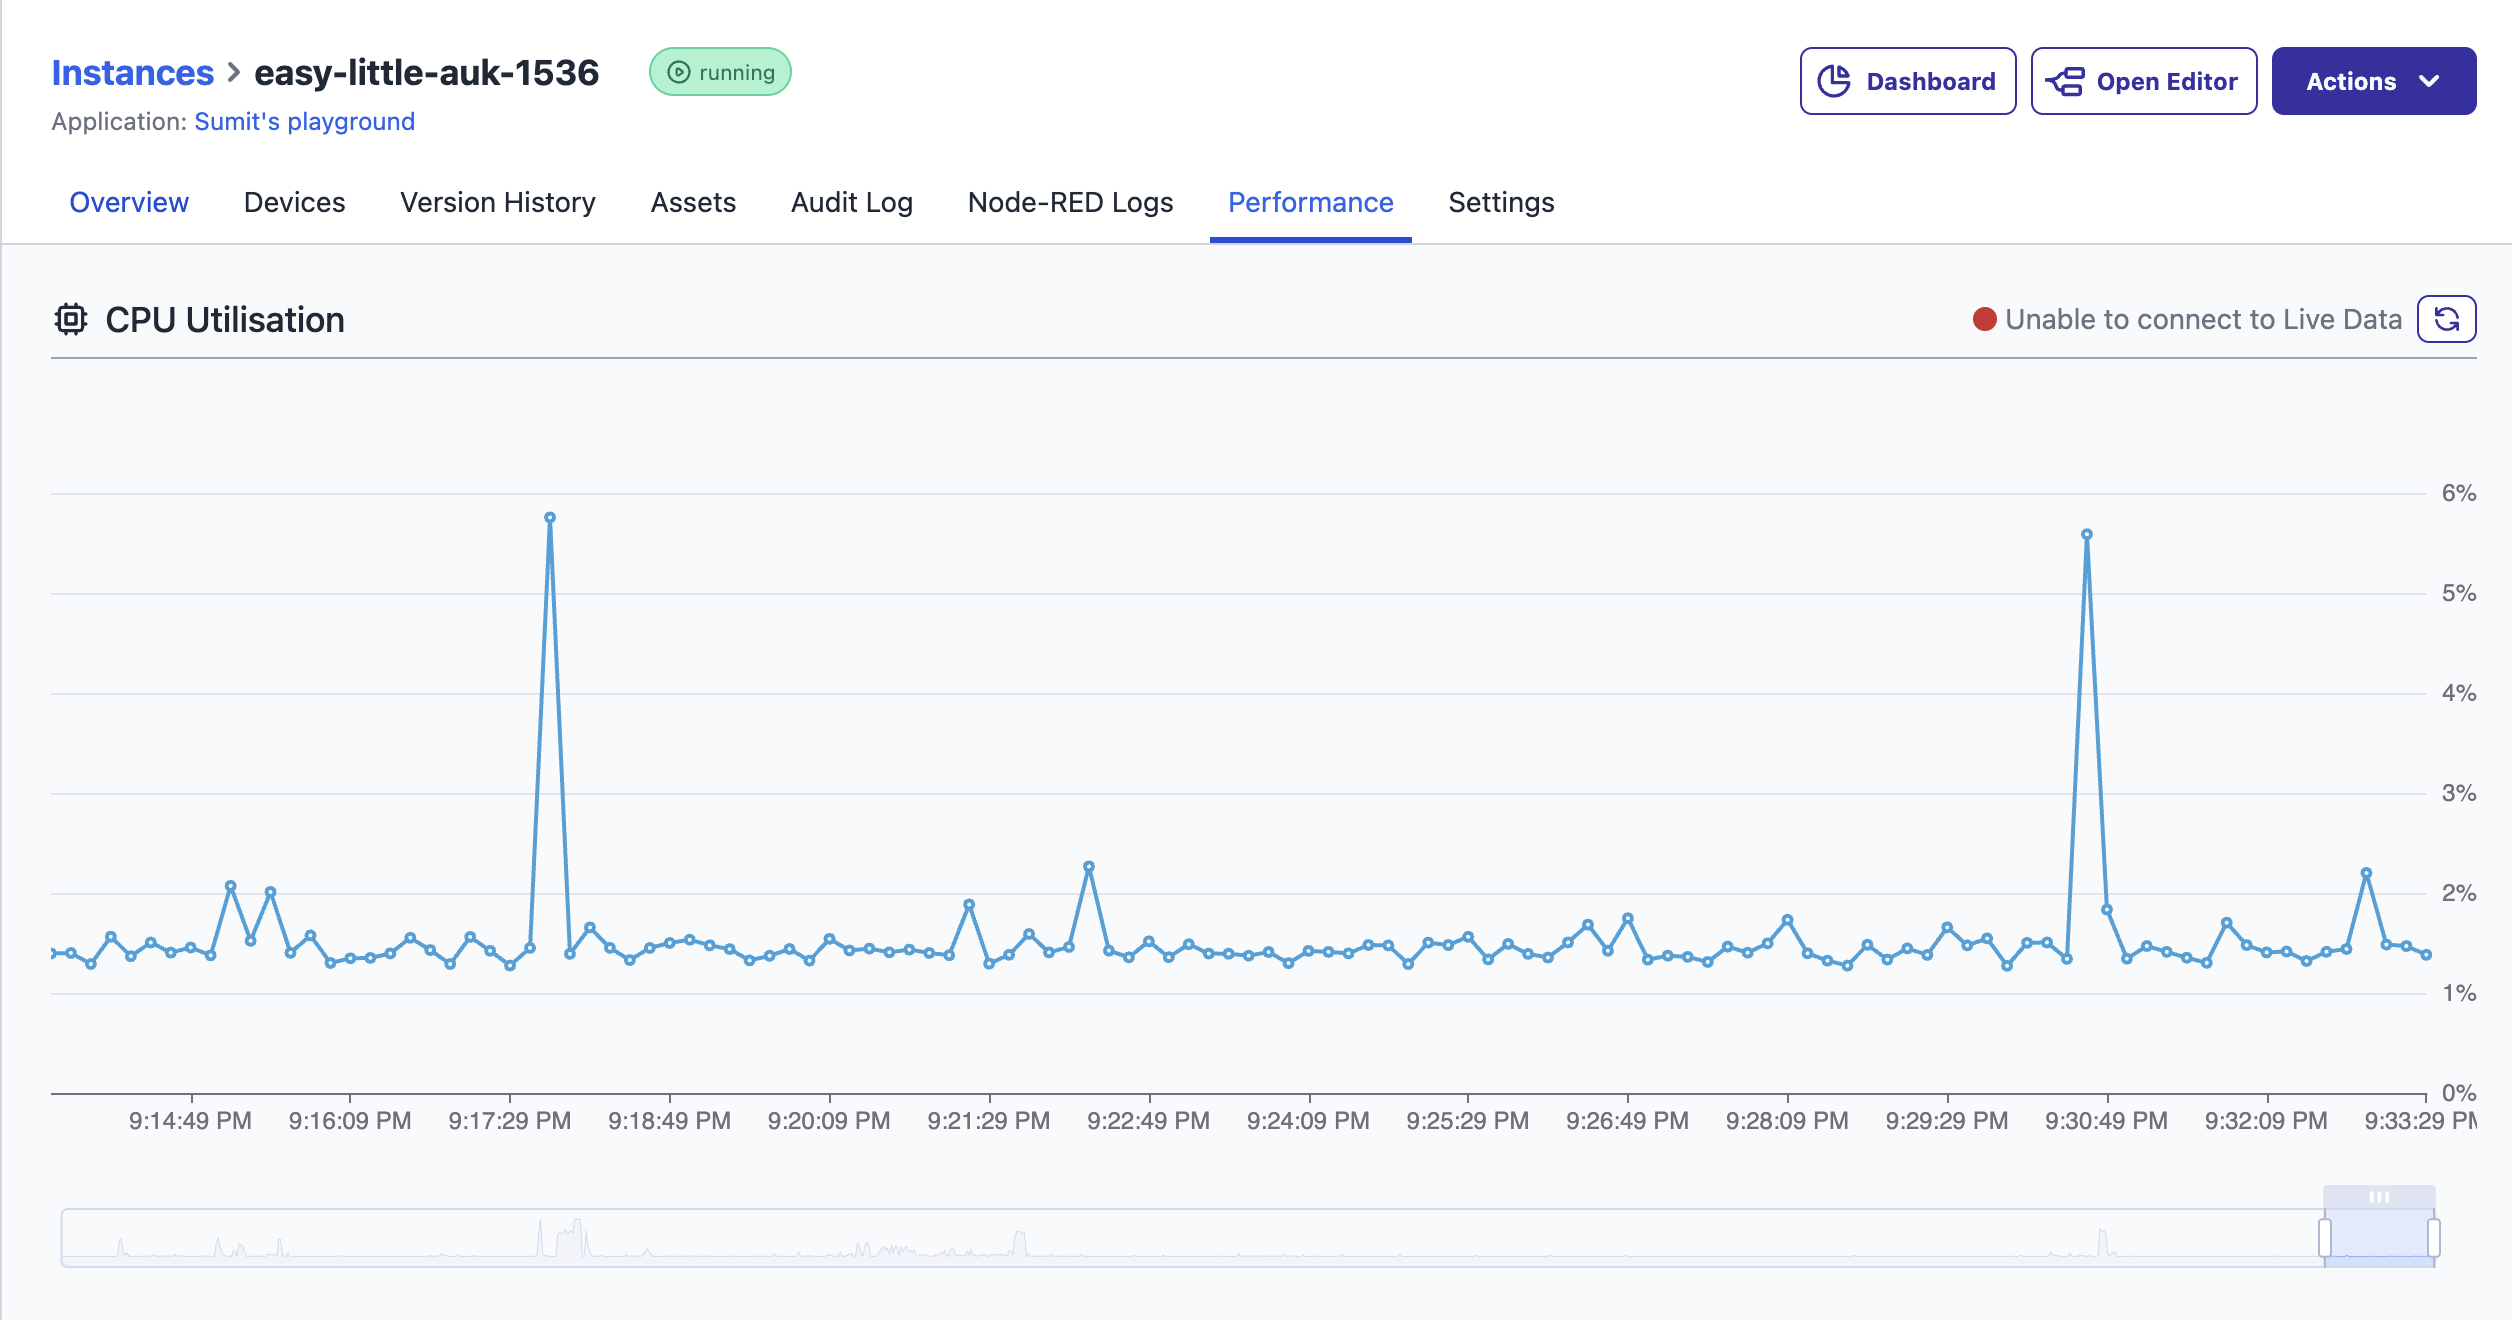 Instances > easy-little-auk-1536 running Dashboard Open Editor Actions
Application: Sumit's playground
Overview Devices Version History Assets Audit Log Node-RED Logs Performance Settings
CPU Utilisation Unable to connect to Live Data
6%
5%
4%
3%
2%
1%
0%
9:14:49 PM 9:16:09 PM 9:17:29 PM 9:18:49 PM 9:20:09 PM 9:21:29 PM 9:22:49 PM 9:24:09 PM 9:25:29 PM 9:26:49 PM 9:28:09 PM 9:29:29 PM 9:30:49 PM 9:32:09 PM 9:33:29 PM